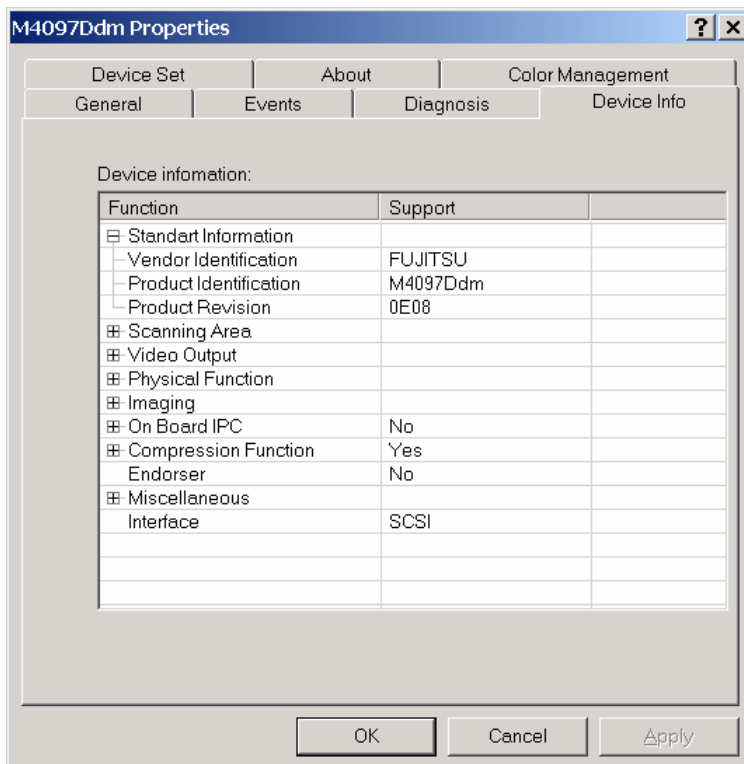 M4097Ddm Properties
Device Set About Color Management
General Events Diagnosis Device Info
Device infomation:
Function Support
Standart Information
Vendor Identification FUJITSU
Product Identification M4097Ddm
Product Revision 0E08
Scanning Area
Video Output
Physical Function
Imaging
On Board IPC No
Compression Function Yes
Endorser No
Miscellaneous
Interface SCSI
OK Cancel Apply